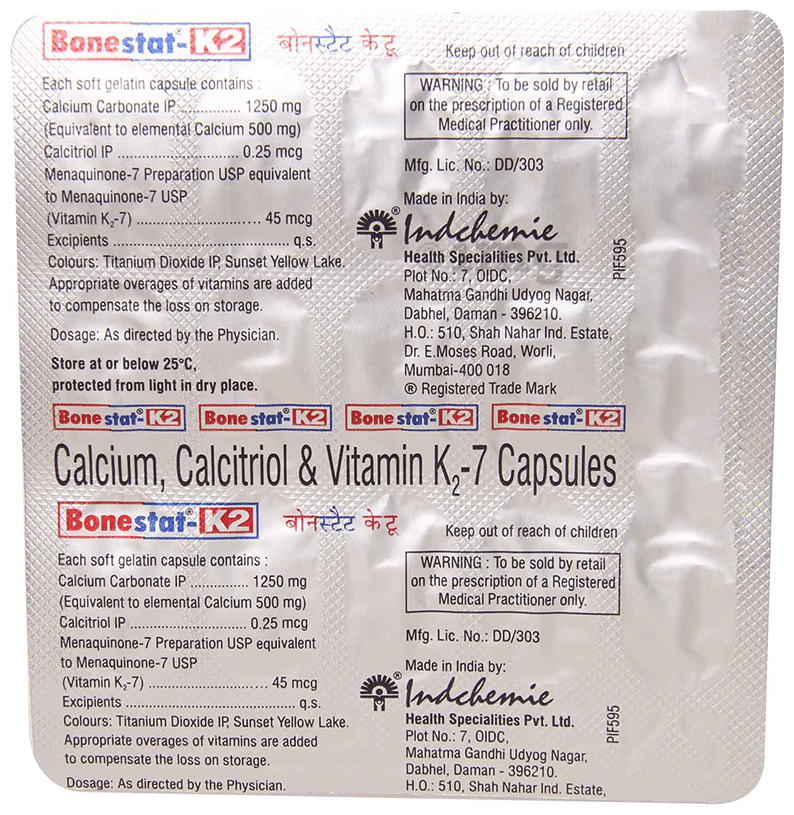 Bonestat®-K2 बोनस्टैट के टू
Keep out of reach of children
Each soft gelatin capsule contains :
Calcium Carbonate IP .............. 1250 mg
(Equivalent to elemental Calcium 500 mg)
Calcitriol IP ............................ 0.25 mcg
Menaquinone-7 Preparation USP equivalent
to Menaquinone-7 USP
(Vitamin K₂-7) ............................ 45 mcg
Excipients ........................................ q.s.
Colours: Titanium Dioxide IP, Sunset Yellow Lake.
Appropriate overages of vitamins are added
to compensate the loss on storage.
Dosage: As directed by the Physician.
Store at or below 25°C,
protected from light in dry place.
WARNING : To be sold by retail
on the prescription of a Registered
Medical Practitioner only.
Mfg. Lic. No.: DD/303
Made in India by:
® Indchemie
Health Specialities Pvt. Ltd.
Plot No.: 7, OIDC,
Mahatma Gandhi Udyog Nagar,
Dabhel, Daman - 396210.
H.O.: 510, Shah Nahar Ind. Estate,
Dr. E.Moses Road, Worli,
Mumbai-400 018
® Registered Trade Mark
PIF595
Bonestat®-K2 Bonestat®-K2 Bonestat®-K2 Bonestat®-K2
Calcium, Calcitriol & Vitamin K₂-7 Capsules
Bonestat®-K2 बोनस्टैट के टू
Keep out of reach of children
Each soft gelatin capsule contains :
Calcium Carbonate IP .............. 1250 mg
(Equivalent to elemental Calcium 500 mg)
Calcitriol IP ............................ 0.25 mcg
Menaquinone-7 Preparation USP equivalent
to Menaquinone-7 USP
(Vitamin K₂-7) ............................ 45 mcg
Excipients ........................................ q.s.
Colours: Titanium Dioxide IP, Sunset Yellow Lake.
Appropriate overages of vitamins are added
to compensate the loss on storage.
Dosage: As directed by the Physician.
WARNING : To be sold by retail
on the prescription of a Registered
Medical Practitioner only.
Mfg. Lic. No.: DD/303
Made in India by:
® Indchemie
Health Specialities Pvt. Ltd.
Plot No.: 7, OIDC,
Mahatma Gandhi Udyog Nagar,
Dabhel, Daman - 396210.
H.O.: 510, Shah Nahar Ind. Estate,
PIF595